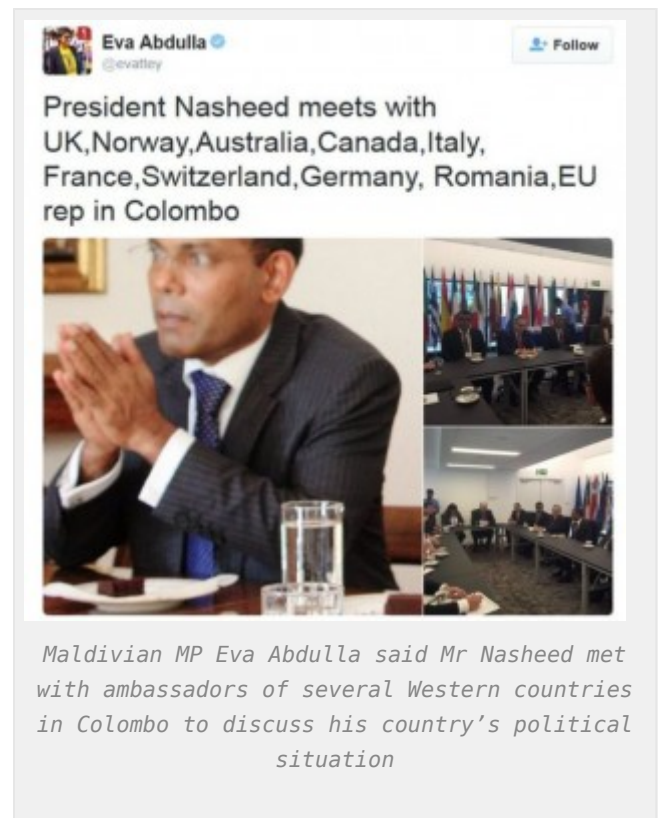 Eva Abdulla
@evattey
Follow
President Nasheed meets with
UK,Norway,Australia,Canada,Italy,
France,Switzerland,Germany, Romania,EU
rep in Colombo
Maldivian MP Eva Abdulla said Mr Nasheed met
with ambassadors of several Western countries
in Colombo to discuss his country’s political
situation